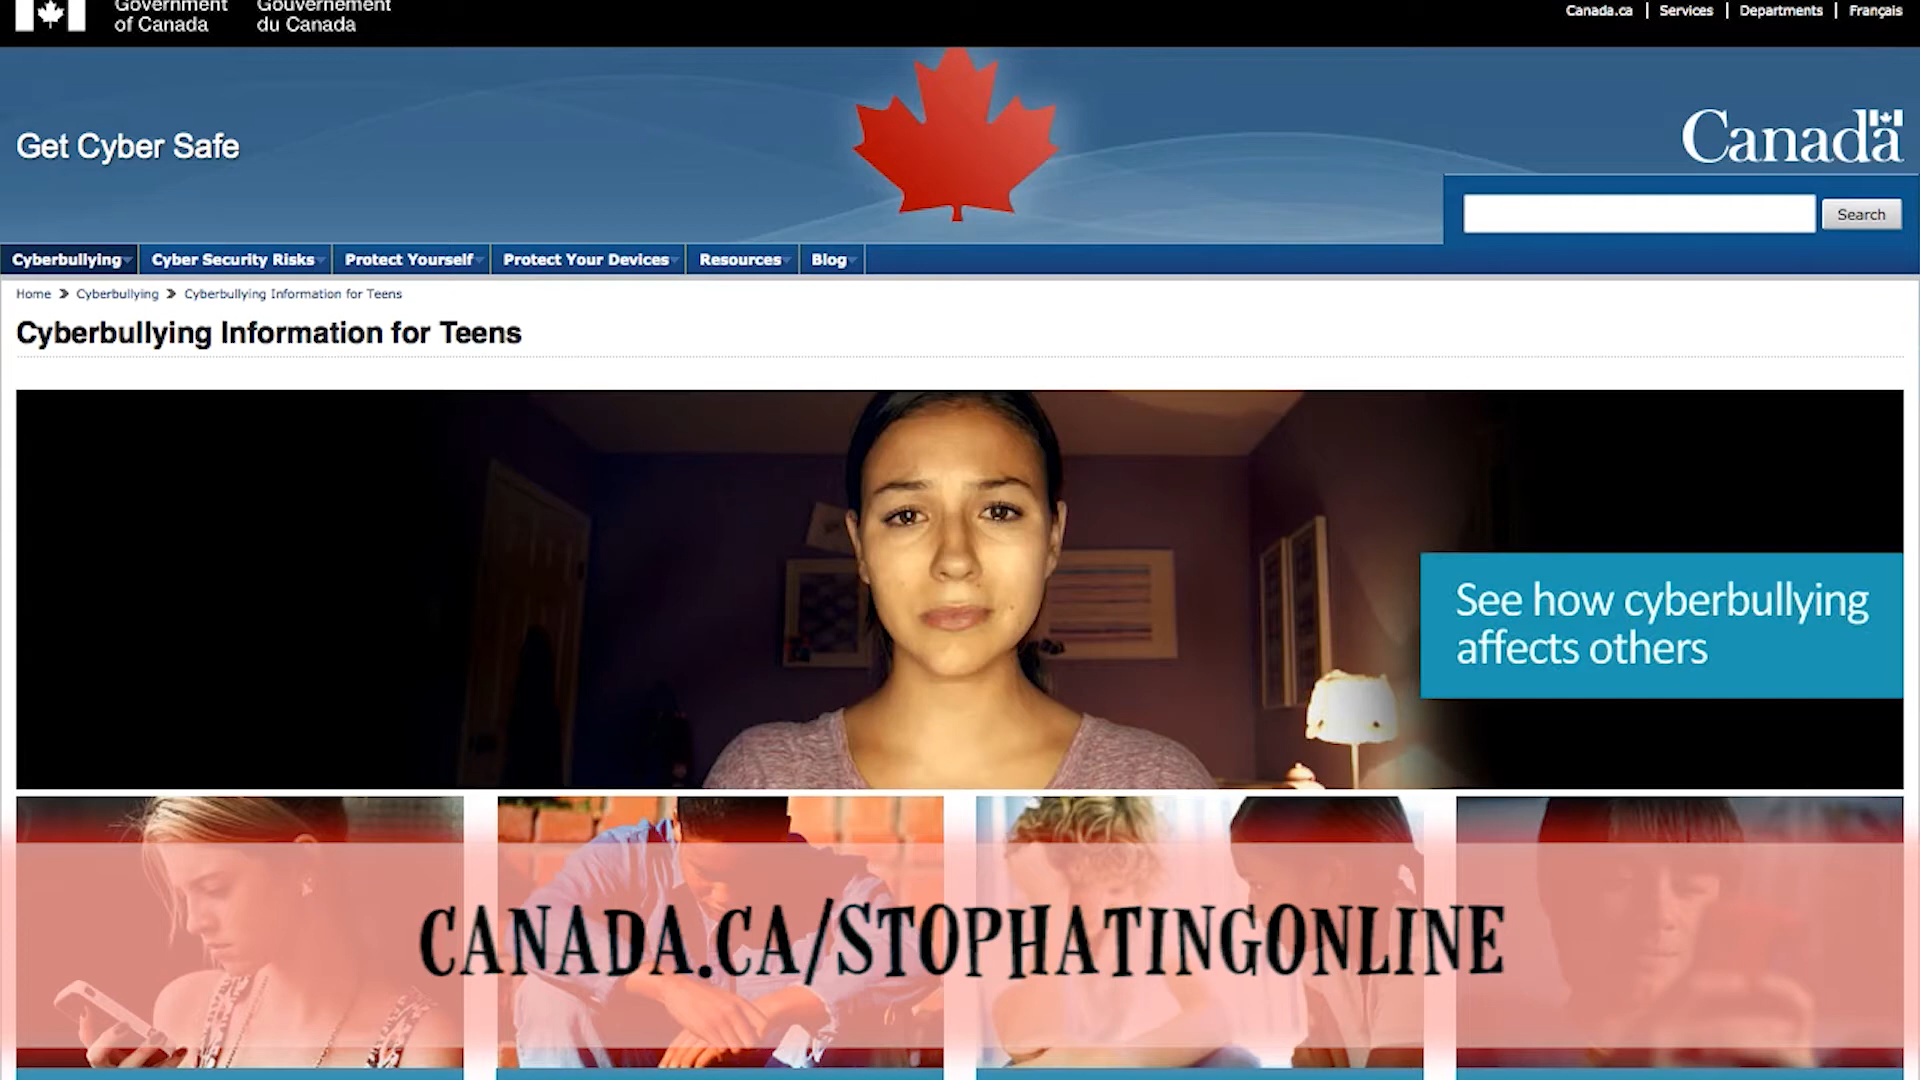 Government of Canada
Gouvernement du Canada
Canada.ca | Services | Departments | Français
Get Cyber Safe
Canada
Search
Cyberbullying
Cyber Security Risks
Protect Yourself
Protect Your Devices
Resources
Blog
Home
Cyberbullying
Cyberbullying Information for Teens
Cyberbullying Information for Teens
See how cyberbullying
affects others
CANADA.CA/STOPHATINGONLINE